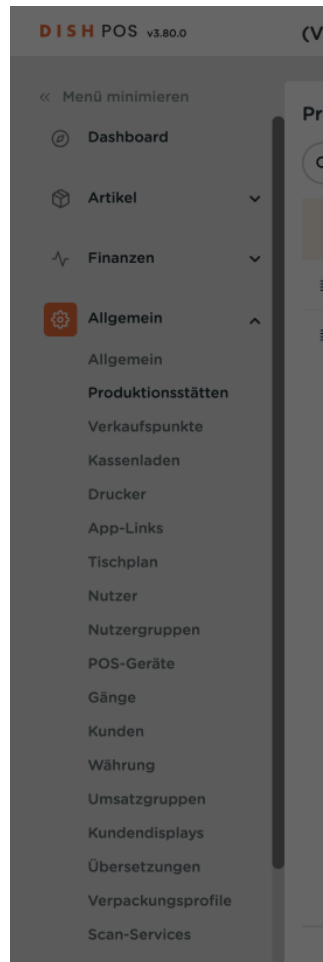 DISH POS v3.80.0 (V
« Menü minimieren
Pr
Dashboard
Artikel
Finanzen
Allgemein
Allgemein
Produktionsstätten
Verkaufspunkte
Kassenladen
Drucker
App-Links
Tischplan
Nutzer
Nutzergruppen
POS-Geräte
Gänge
Kunden
Währung
Umsatzgruppen
Kundendisplays
Übersetzungen
Verpackungsprofile
Scan-Services